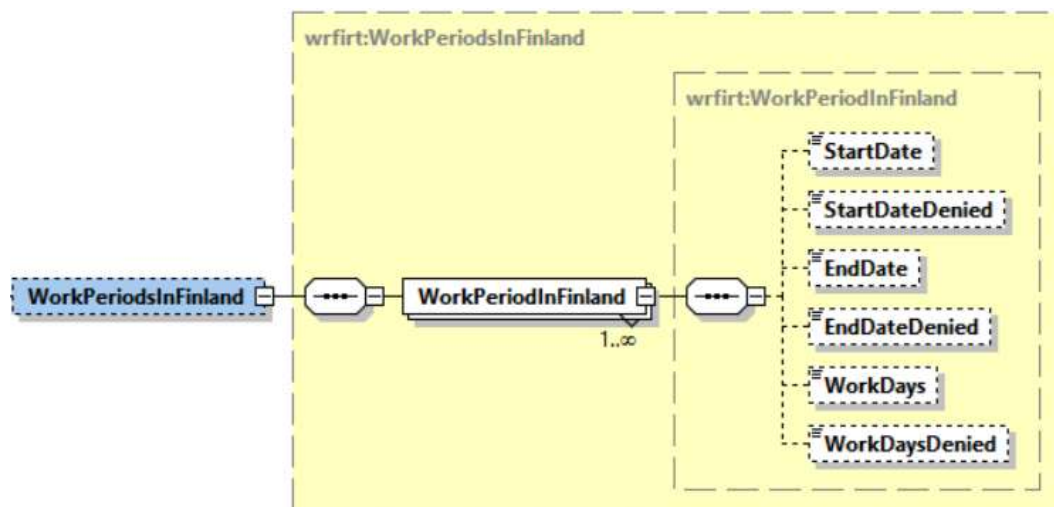 wrfirt:WorkPeriodsInFinland
wrfirt:WorkPeriodInFinland
StartDate
StartDateDenied
EndDate
WorkPeriodsInFinland
WorkPeriodInFinland
1..∞
EndDateDenied
WorkDays
WorkDaysDenied